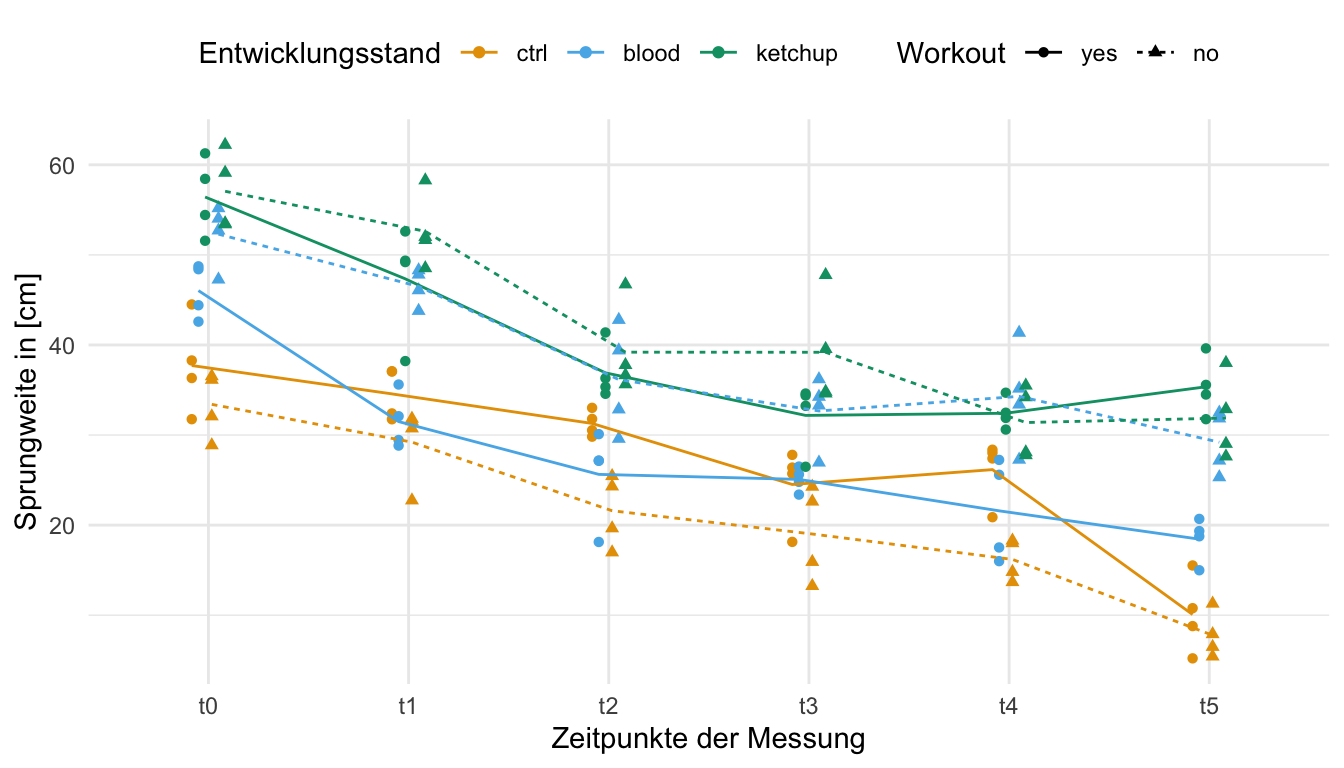 Entwicklungsstand ctrl blood ketchup Workout yes no
60
40
20
Sprungweite in [cm]
t0 t1 t2 t3 t4 t5
Zeitpunkte der Messung